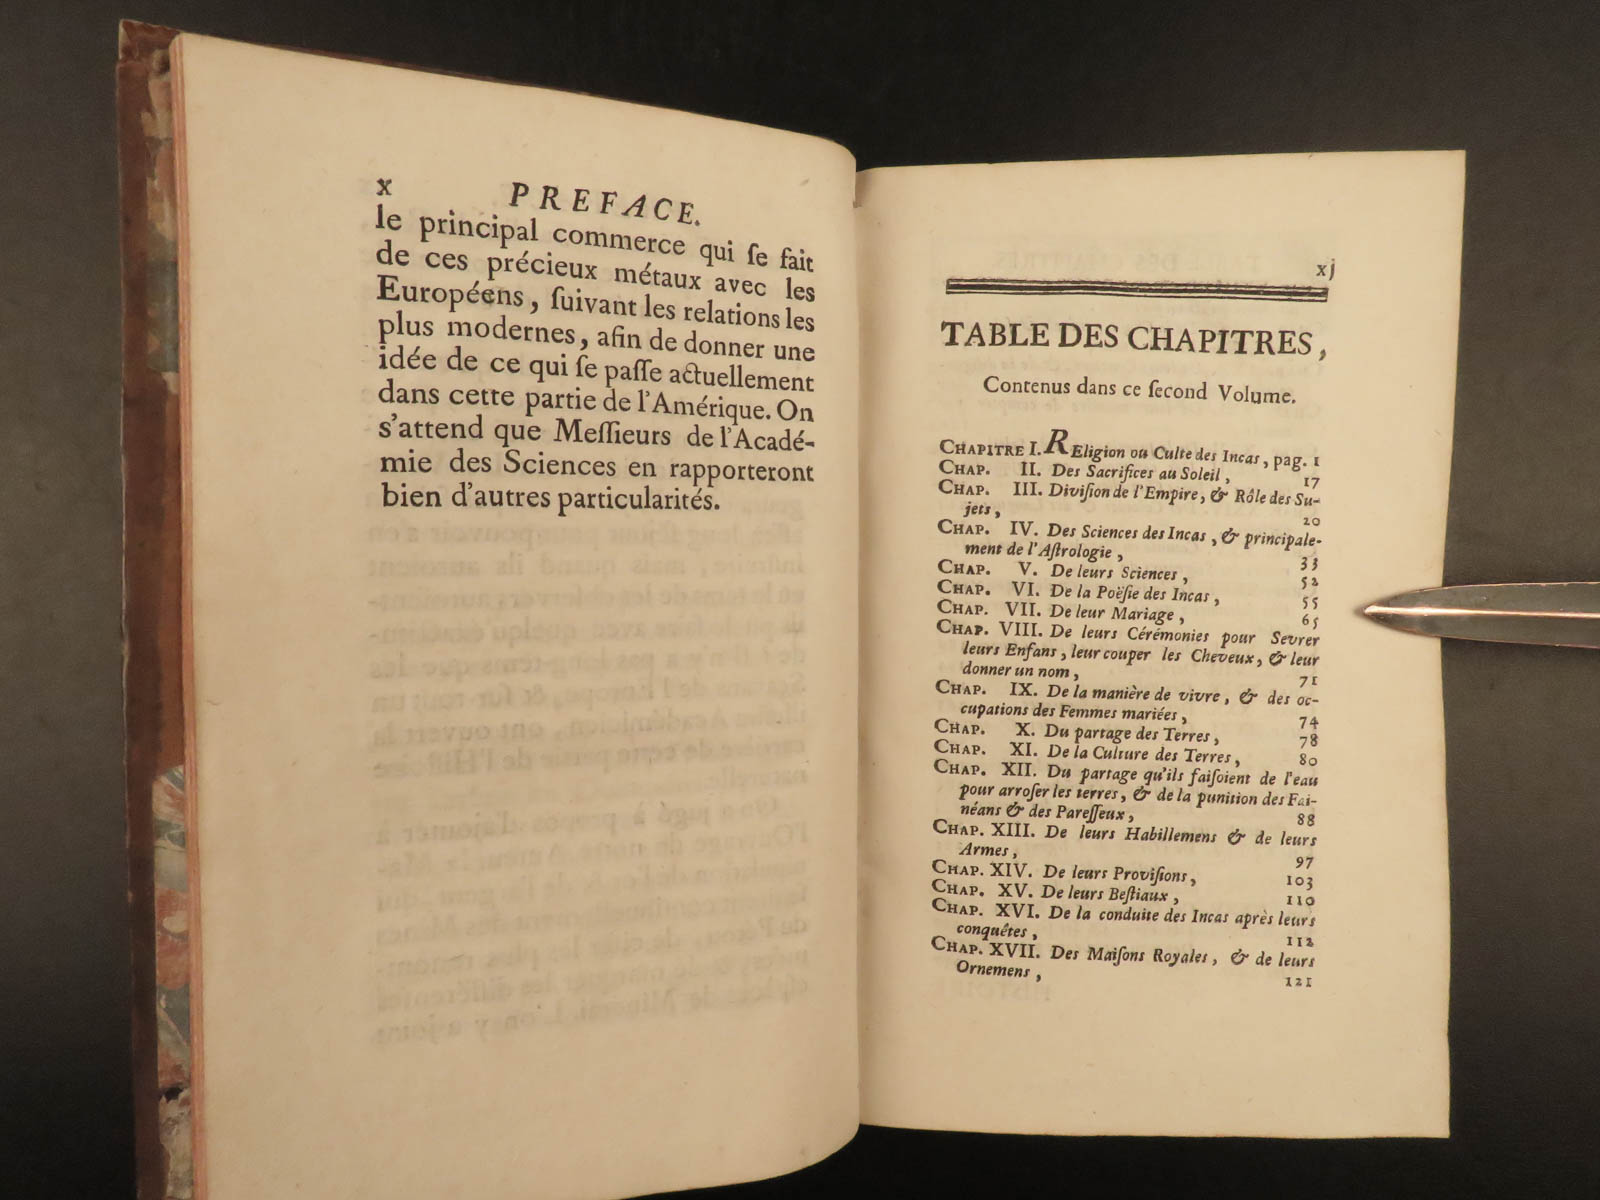 x PREFACE.
le principal commerce qui ſe fait
de ces précieux métaux avec les
Européens, ſuivant les relations les
plus modernes, afin de donner une
idée de ce qui ſe paſſe actuellement
dans cette partie de l'Amérique. On
s'attend que Meſſieurs de l'Acadé-
mie des Sciences en rapporteront
bien d'autres particularités.
xj
TABLE DES CHAPITRES,
Contenus dans ce ſecond Volume.
CHAPITRE I. REligion ou Culte des Incas, pag. 1
CHAP. II. Des Sacrifices au Soleil, 17
CHAP. III. Diviſion de l'Empire, & Rôle des Su-
jets, 20
CHAP. IV. Des Sciences des Incas, & principale-
ment de l'Aſtrologie, 33
CHAP. V. De leurs Sciences, 52
CHAP. VI. De la Poëſie des Incas, 55
CHAP. VII. De leur Mariage, 65
CHAP. VIII. De leurs Cérémonies pour Sevrer
leurs Enfans, leur couper les Cheveux, & leur
donner un nom, 71
CHAP. IX. De la manière de vivre, & des oc-
cupations des Femmes mariées, 74
CHAP. X. Du partage des Terres, 78
CHAP. XI. De la Culture des Terres, 80
CHAP. XII. Du partage qu'ils faiſoient de l'eau
pour arroſer les terres, & de la punition des Fai-
néans & des Pareſſeux, 88
CHAP. XIII. De leurs Habillemens & de leurs
Armes, 97
CHAP. XIV. De leurs Proviſions, 103
CHAP. XV. De leurs Beſtiaux, 110
CHAP. XVI. De la conduite des Incas après leurs
conquêtes, 112
CHAP. XVII. Des Maiſons Royales, & de leurs
Ornemens, 121